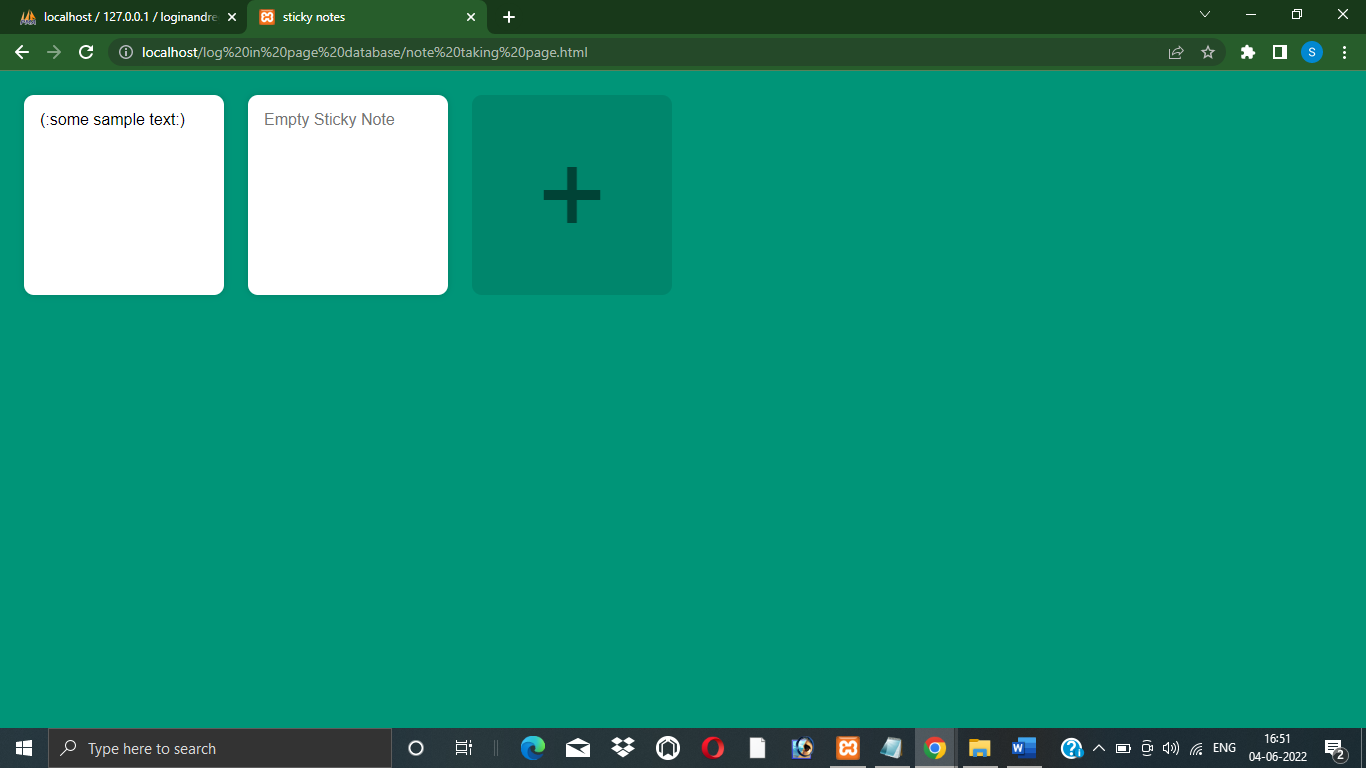 localhost / 127.0.0.1 / loginandre
sticky notes
localhost/log%20in%20page%20database/note%20taking%20page.html
S
(:some sample text:)
Empty Sticky Note
+
Type here to search
W
ENG
16:51
04-06-2022
2